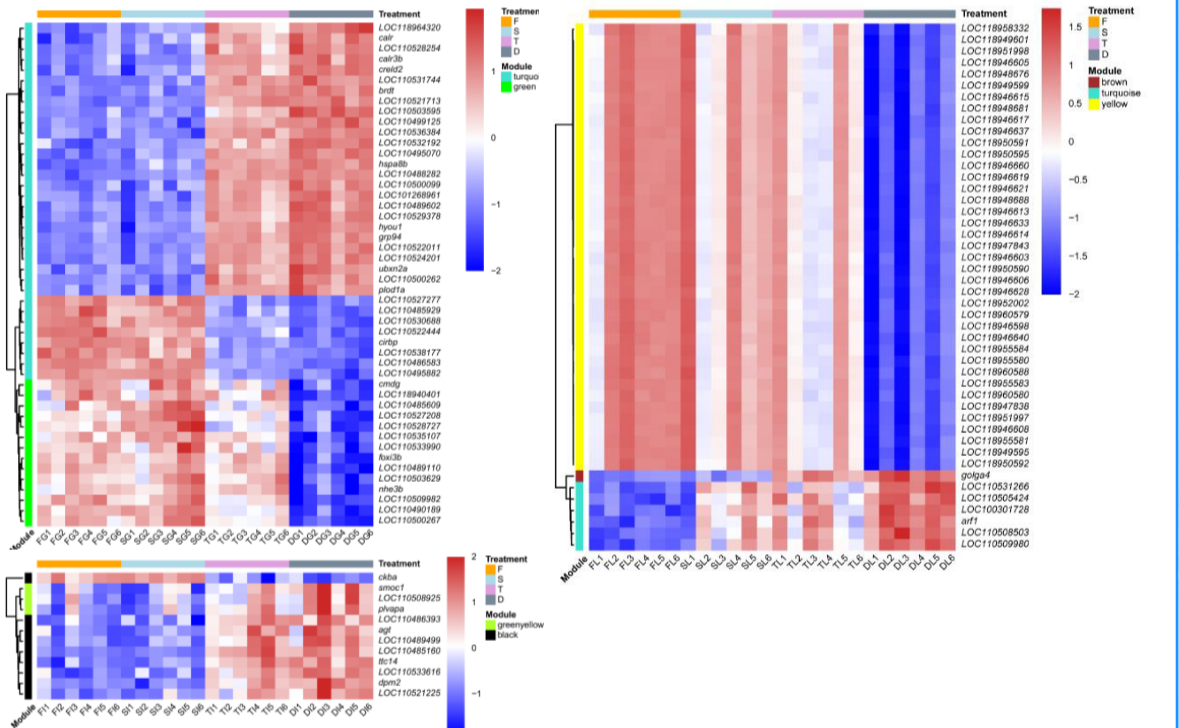 Treatment
LOC118964320
calr
LOC110528254
calr3b
creld2
LOC110531744
brdt
LOC110521713
LOC110503595
LOC110499125
LOC110536384
LOC110532192
LOC110495070
hspa8b
LOC110488282
LOC110500099
LOC101268961
LOC110489602
LOC110529378
hyou1
grp94
LOC110522011
LOC110524201
ubxn2a
LOC110500262
plod1a
LOC110527277
LOC110485929
LOC110530688
LOC110522444
cirbp
LOC110538177
LOC110486583
LOC110495882
cmdg
LOC118940401
LOC110485609
LOC110527208
LOC110528727
LOC110535107
LOC110533990
foxi3b
LOC110489110
LOC110503629
nhe3b
LOC110509982
LOC110490189
LOC110500267
Module FG1 FG2 FG3 FG4 FG5 FG6 SG1 SG2 SG3 SG4 SG5 SG6 TG1 TG2 TG3 TG4 TG5 TG6 DG1 DG2 DG3 DG4 DG5 DG6
1
0
−1
−2
Treatmen
F
S
T
D
Module
turquo
green
Treatment
ckba
smoc1
LOC110508925
plvapa
LOC110486393
agt
LOC110489499
LOC110485160
ttc14
LOC110533616
dpm2
LOC110521225
Module FI1 FI2 FI3 FI4 FI5 FI6 SI1 SI2 SI3 SI4 SI5 SI6 TI1 TI2 TI3 TI4 TI5 TI6 DI1 DI2 DI3 DI4 DI5 DI6
2
1
0
−1
Treatment
F
S
T
D
Module
greenyellow
black
Treatment
LOC118958332
LOC118949601
LOC118951998
LOC118946605
LOC118948676
LOC118949599
LOC118946615
LOC118948681
LOC118946617
LOC118946637
LOC118950591
LOC118950595
LOC118946660
LOC118946619
LOC118946621
LOC118948688
LOC118946613
LOC118946633
LOC118946614
LOC118947843
LOC118946603
LOC118950590
LOC118946606
LOC118946628
LOC118952002
LOC118960579
LOC118946598
LOC118946640
LOC118955584
LOC118955580
LOC118960588
LOC118955583
LOC118960580
LOC118947838
LOC118951997
LOC118946608
LOC118955581
LOC118949595
LOC118950592
golga4
LOC110531266
LOC110505424
LOC100301728
arf1
LOC110508503
LOC110509980
Module FL1 FL2 FL3 FL4 FL5 FL6 SL1 SL2 SL3 SL4 SL5 SL6 TL1 TL2 TL3 TL4 TL5 TL6 DL1 DL2 DL3 DL4 DL5 DL6
1.5
1
0.5
0
−0.5
−1
−1.5
−2
Treatment
F
S
T
D
Module
brown
turquoise
yellow